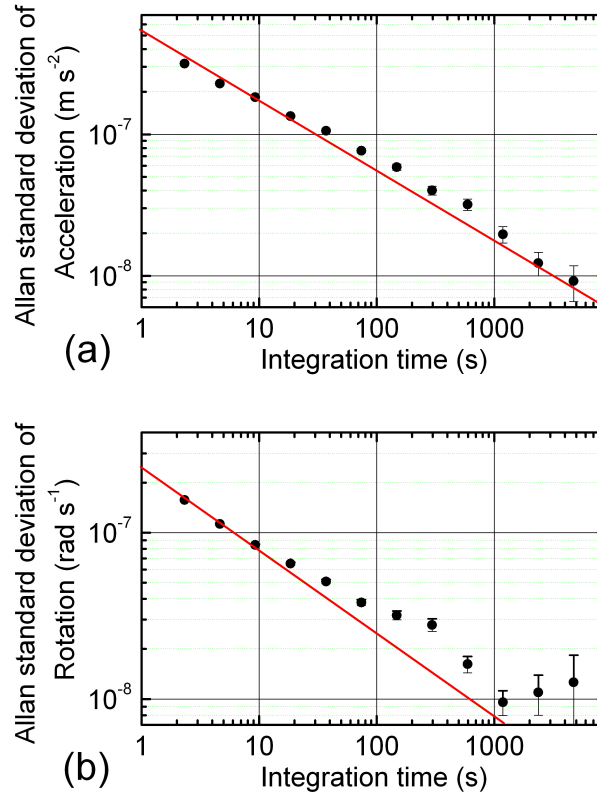 Allan standard deviation of
Acceleration (m s⁻²)
10⁻⁷
10⁻⁸
1
10
100
1000
Integration time (s)
(a)
Allan standard deviation of
Rotation (rad s⁻¹)
10⁻⁷
10⁻⁸
1
10
100
1000
Integration time (s)
(b)